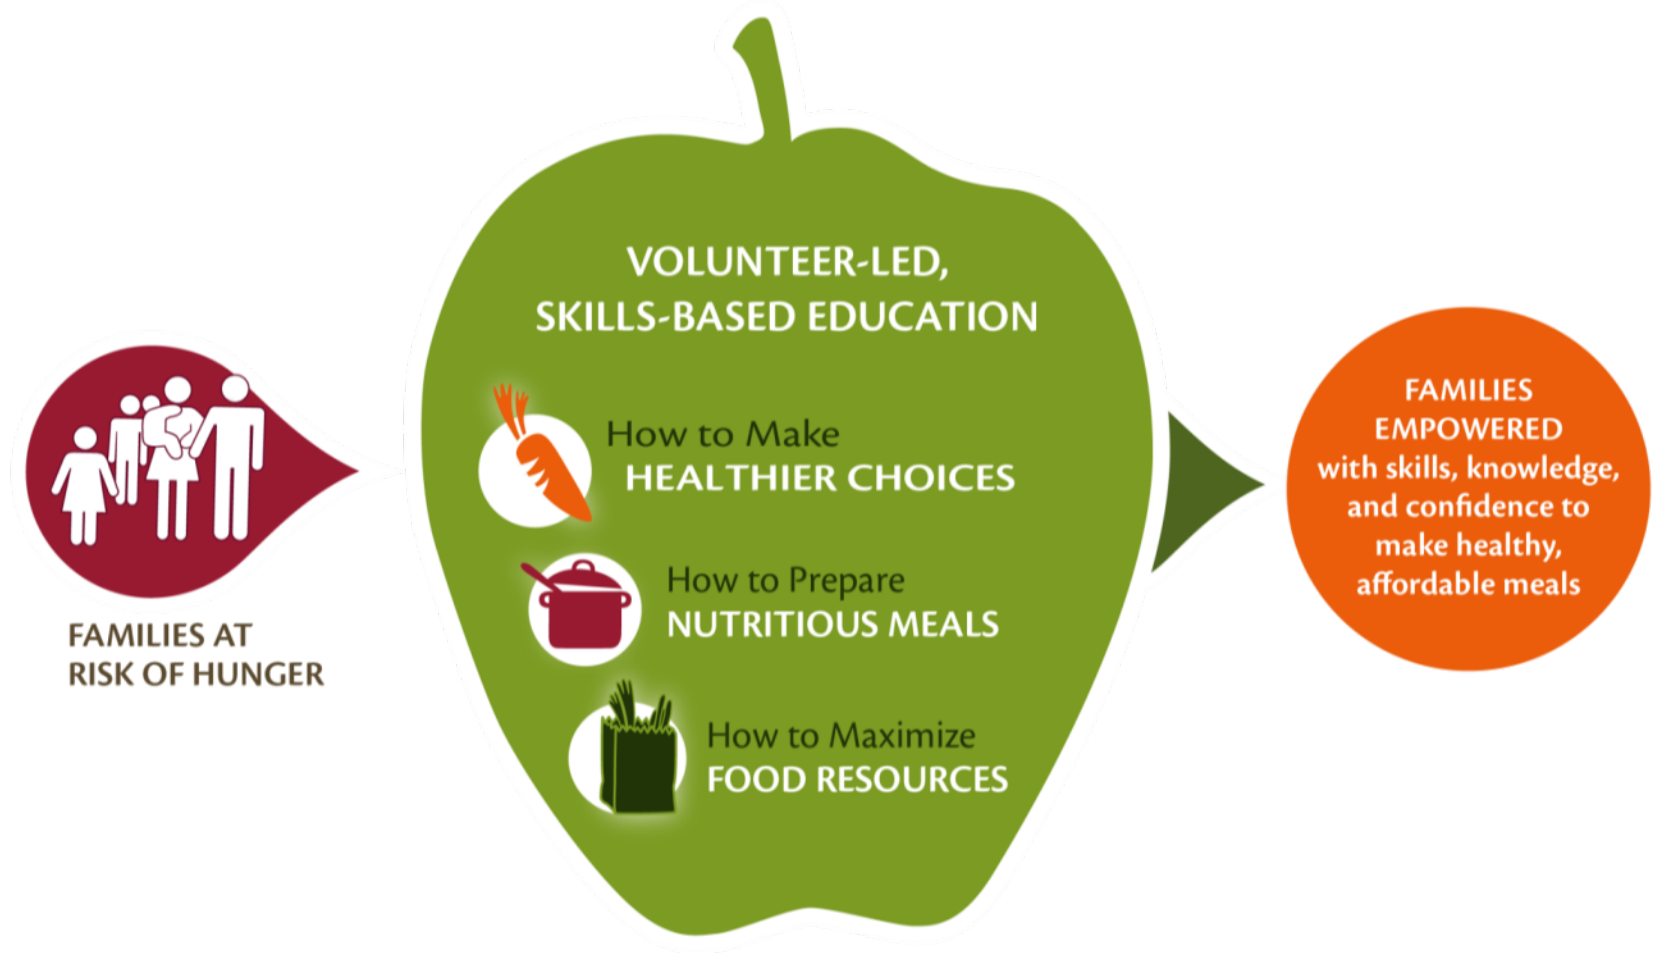 FAMILIES AT
RISK OF HUNGER
VOLUNTEER-LED,
SKILLS-BASED EDUCATION
How to Make
HEALTHIER CHOICES
How to Prepare
NUTRITIOUS MEALS
How to Maximize
FOOD RESOURCES
FAMILIES
EMPOWERED
with skills, knowledge,
and confidence to
make healthy,
affordable meals